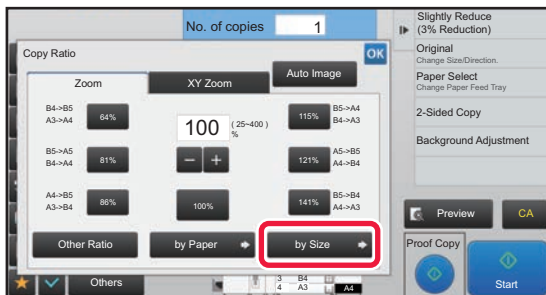 No. of copies 1
Slightly Reduce
(3% Reduction)
Copy Ratio
OK
Original
Change Size/Direction.
Zoom
XY Zoom
Auto Image
Paper Select
Change Paper Feed Tray
B4->B5
A3->A4
64%
100
( 25~400 )
%
115%
B5->A4
B4->A3
2-Sided Copy
Background Adjustment
B5->A5
B4->A4
81%
121%
A5->B5
A4->B4
A4->B5
A3->B4
86%
100%
141%
B5->B4
A4->A3
Preview
CA
Other Ratio
by Paper
by Size
Proof Copy
Start
Others
3 B4
4 A3
A4